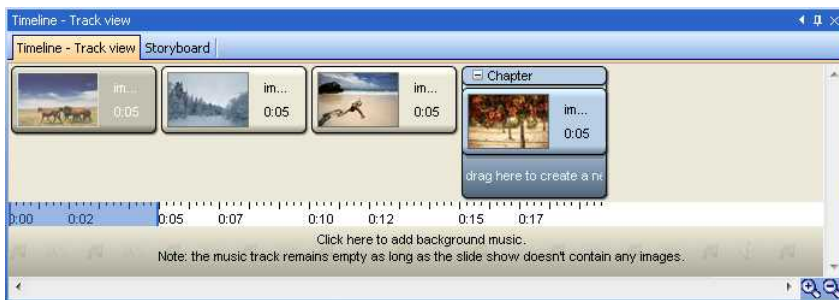 Timeline - Track view
Timeline - Track view Storyboard
im... 0:05
im... 0:05
im... 0:05
Chapter
im... 0:05
drag here to create a ne
0:00 0:02 0:05 0:07 0:10 0:12 0:15 0:17
Click here to add background music.
Note: the music track remains empty as long as the slide show doesn't contain any images.